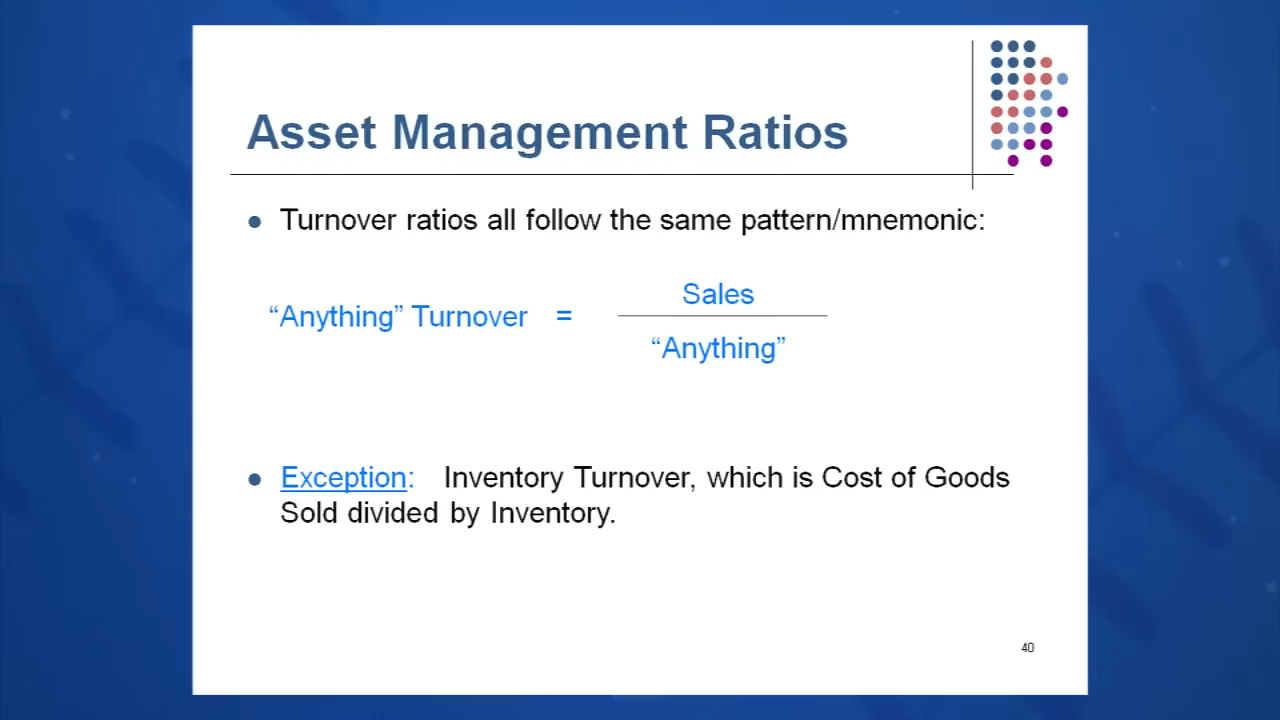 Asset Management Ratios
● Turnover ratios all follow the same pattern/mnemonic:
“Anything” Turnover = Sales
“Anything”
● Exception: Inventory Turnover, which is Cost of Goods
Sold divided by Inventory.
40